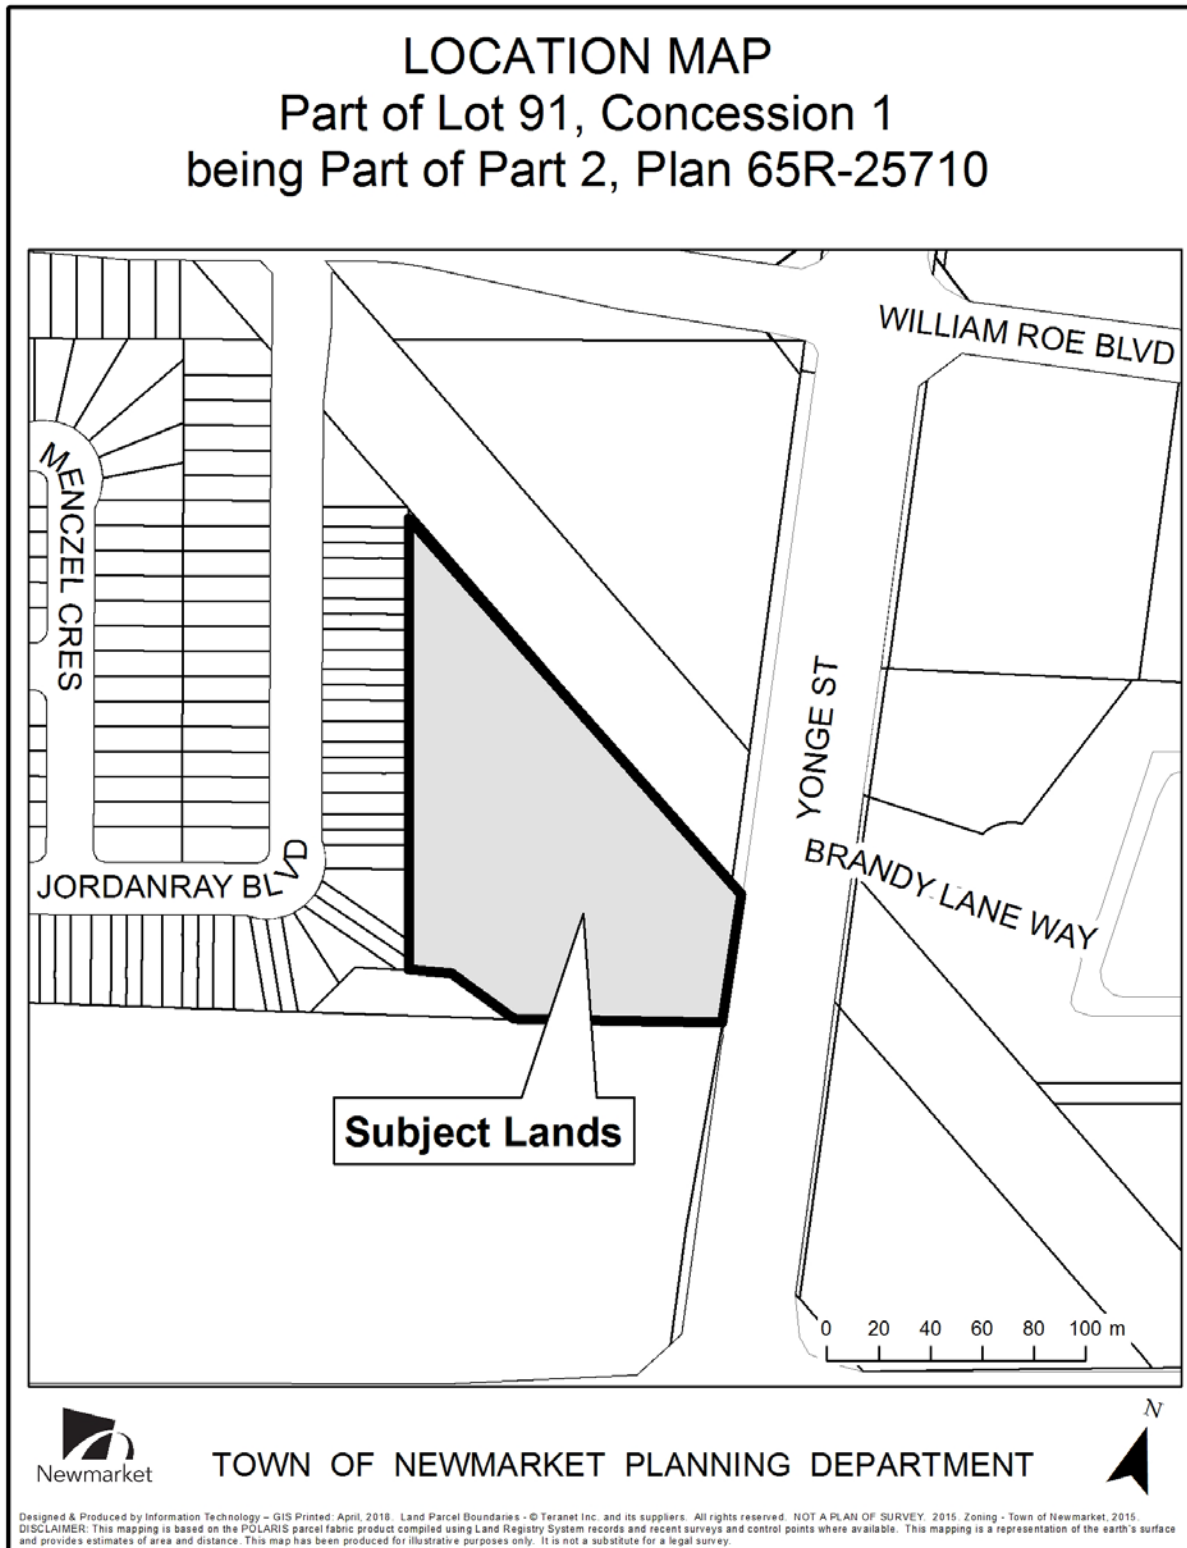 LOCATION MAP
Part of Lot 91, Concession 1
being Part of Part 2, Plan 65R-25710
WILLIAM ROE BLVD
MENCZEL CRES
YONGE ST
BRANDY LANE WAY
JORDANRAY BLVD
Subject Lands
0 20 40 60 80 100 m
N
Newmarket
TOWN OF NEWMARKET PLANNING DEPARTMENT
Designed & Produced by Information Technology – GIS Printed: April, 2018. Land Parcel Boundaries - © Teranet Inc. and its suppliers. All rights reserved. NOT A PLAN OF SURVEY. 2015. Zoning - Town of Newmarket, 2015.
DISCLAIMER: This mapping is based on the POLARIS parcel fabric product compiled using Land Registry System records and recent surveys and control points where available. This mapping is a representation of the earth's surface
and provides estimates of area and distance. This map has been produced for illustrative purposes only. It is not a substitute for a legal survey.